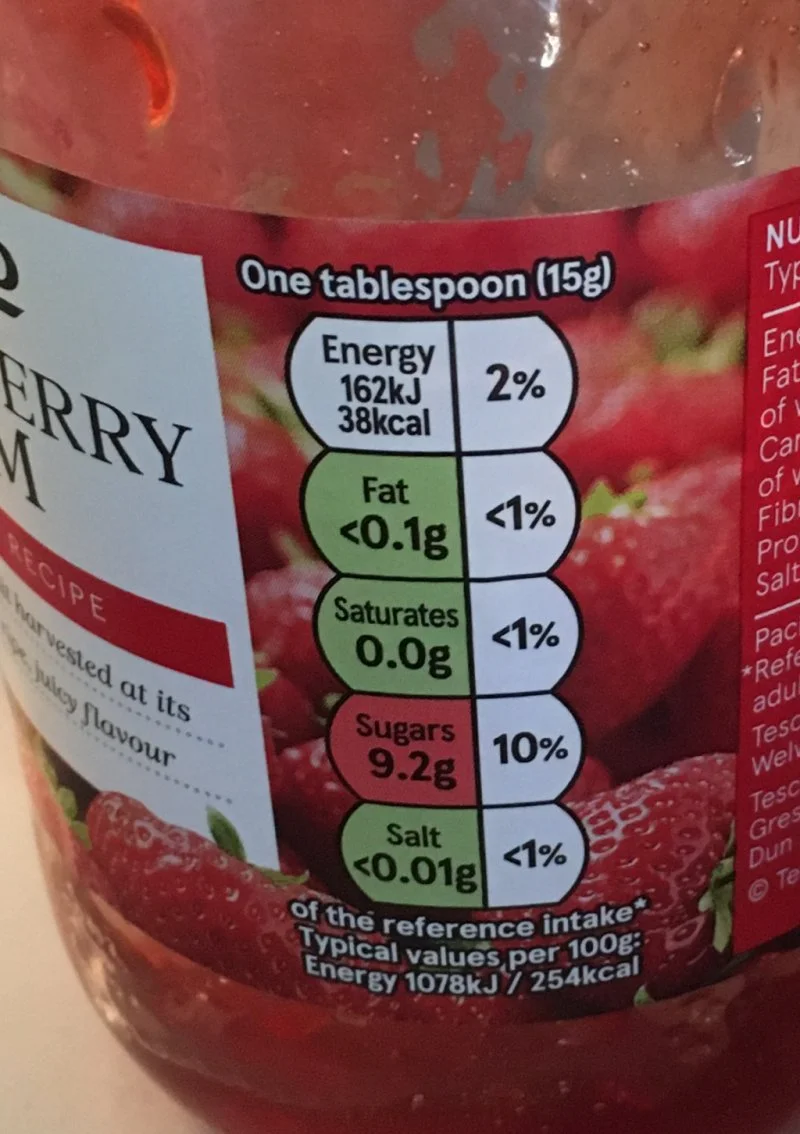 ERRY
M
RECIPE
harvested at its
juicy flavour
One tablespoon (15g)
Energy
162kJ
38kcal
2%
Fat
<0.1g
<1%
Saturates
0.0g
<1%
Sugars
9.2g
10%
Salt
<0.01g
<1%
of the reference intake*
Typical values per 100g:
Energy 1078kJ / 254kcal
NU
Typ
Ene
Fat
of
Car
of
Fib
Pro
Salt
Pac
*Refe
adu
Tesc
Welw
Tesc
Gres
Dun
© Te